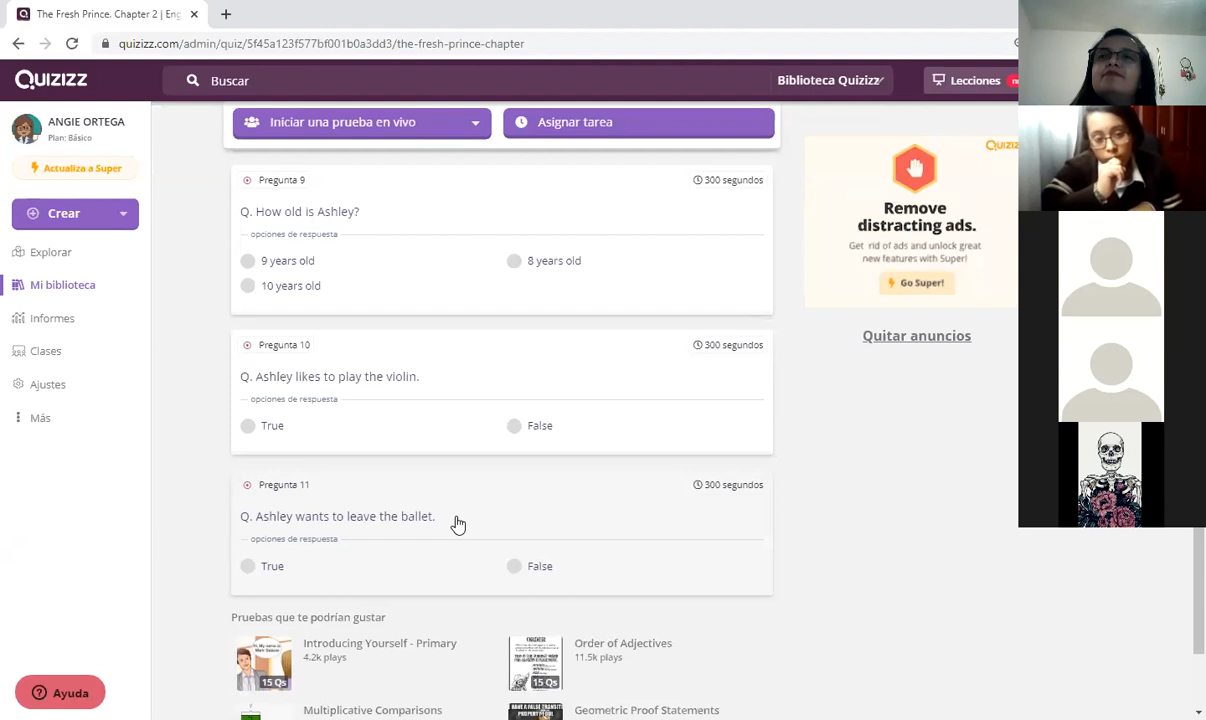 The Fresh Prince. Chapter 2 | Eng
quizizz.com/admin/quiz/5f45a123f577bf001b0a3dd3/the-fresh-prince-chapter
QUIZIZZ
Buscar
Biblioteca Quizizz
Lecciones
ANGIE ORTEGA
Plan: Básico
Actualiza a Super
Crear
Explorar
Mi biblioteca
Informes
Clases
Ajustes
Más
Ayuda
Iniciar una prueba en vivo
Asignar tarea
Pregunta 9
300 segundos
Q. How old is Ashley?
opciones de respuesta
9 years old
8 years old
10 years old
Pregunta 10
300 segundos
Q. Ashley likes to play the violin.
opciones de respuesta
True
False
Pregunta 11
300 segundos
Q. Ashley wants to leave the ballet.
opciones de respuesta
True
False
Pruebas que te podrían gustar
Introducing Yourself - Primary
4.2k plays
15 Qs
Order of Adjectives
11.5k plays
15 Qs
Multiplicative Comparisons
Geometric Proof Statements
Remove
distracting ads.
Get rid of ads and unlock great
new features with Super!
Go Super!
Quitar anuncios